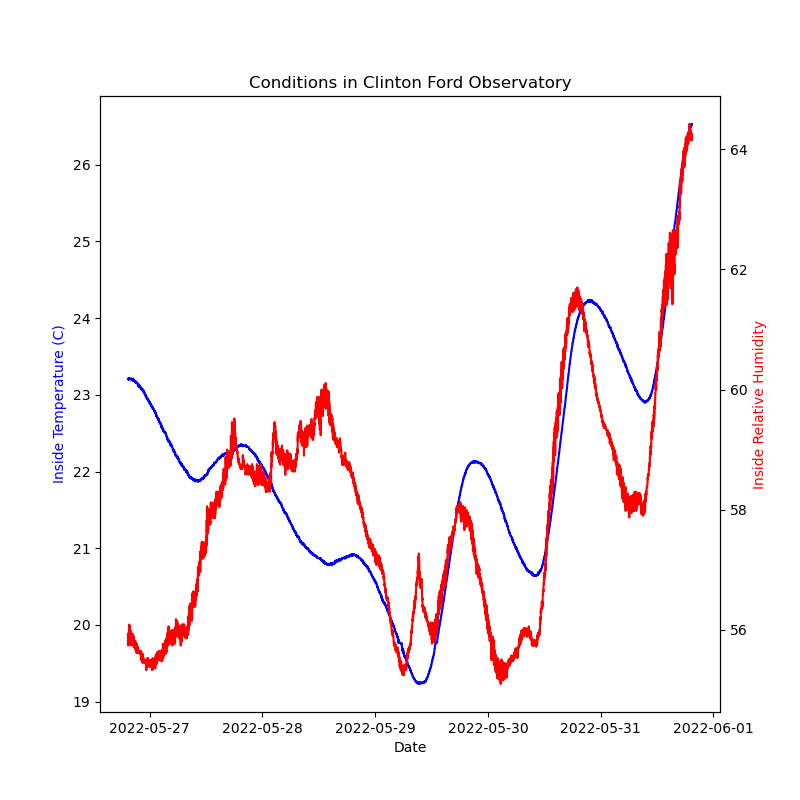 Conditions in Clinton Ford Observatory
Inside Temperature (C)
26
25
24
23
22
21
20
19
64
62
60
58
56
Inside Relative Humidity
2022-05-27 2022-05-28 2022-05-29 2022-05-30 2022-05-31 2022-06-01
Date